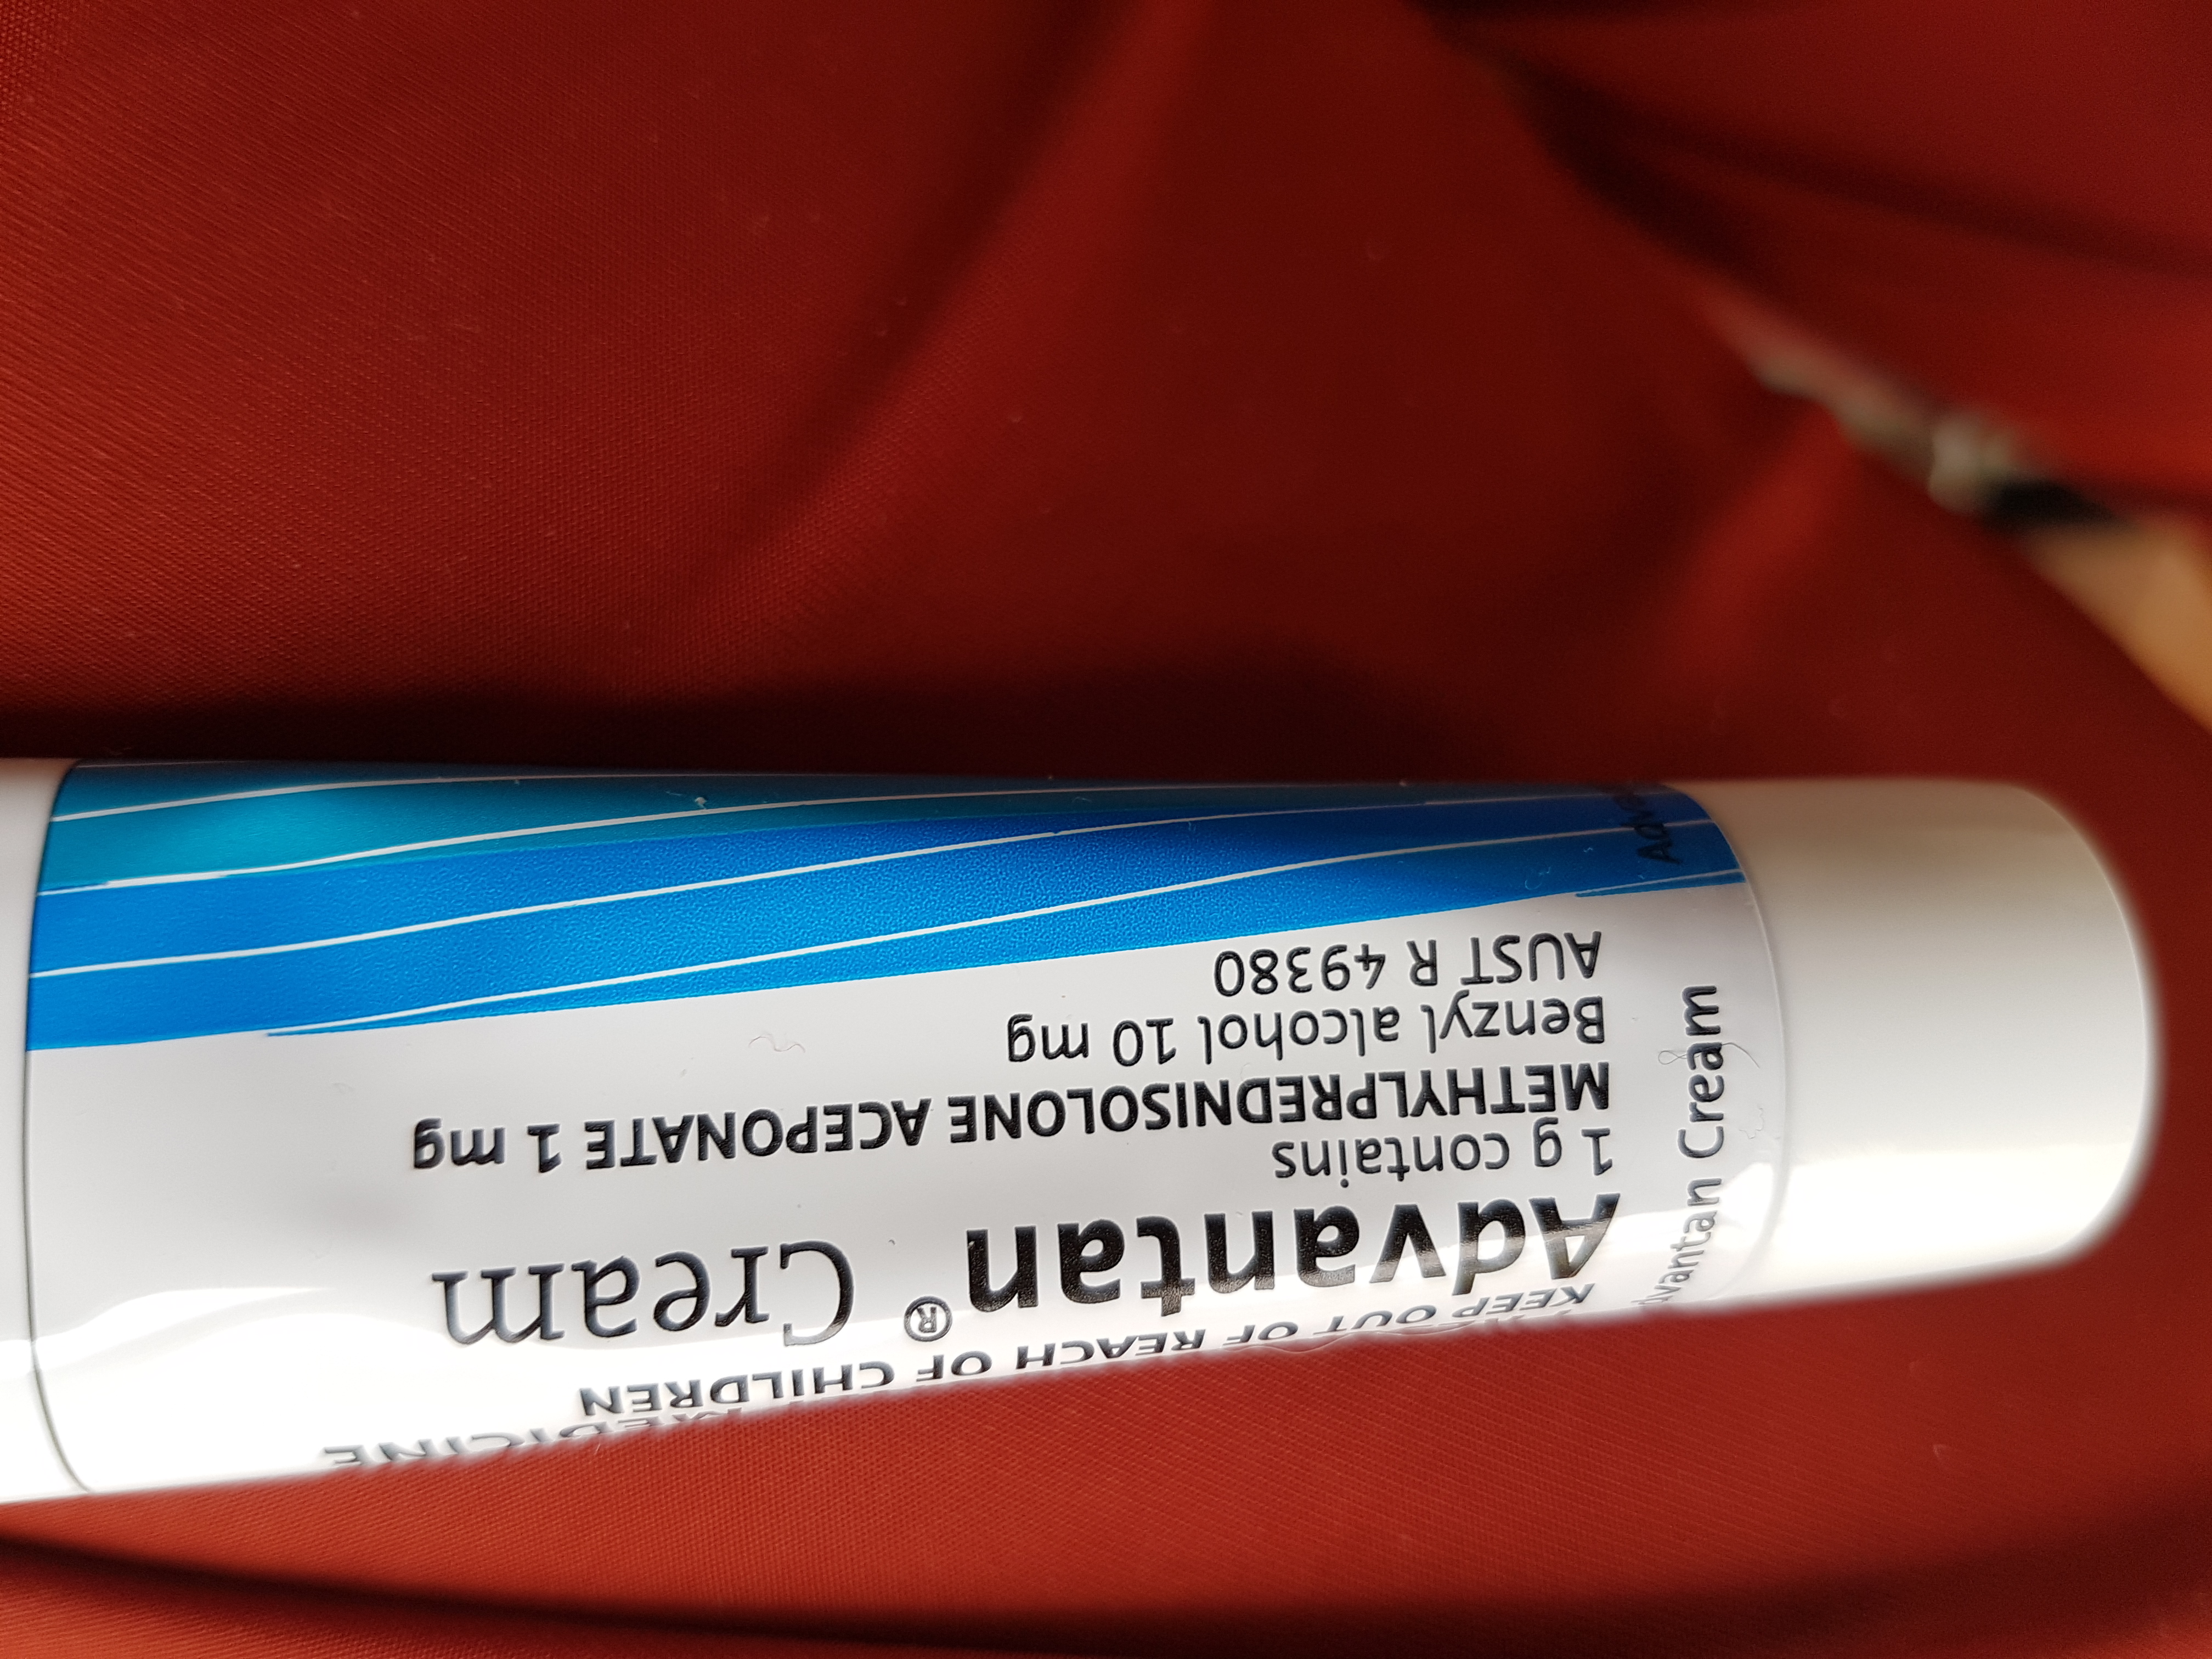 MEDICINE
KEEP OUT OF REACH OF CHILDREN
Advantan® Cream
1 g contains
METHYLPREDNISOLONE ACEPONATE 1 mg
Benzyl alcohol 10 mg
AUST R 49380
Advantan Cream